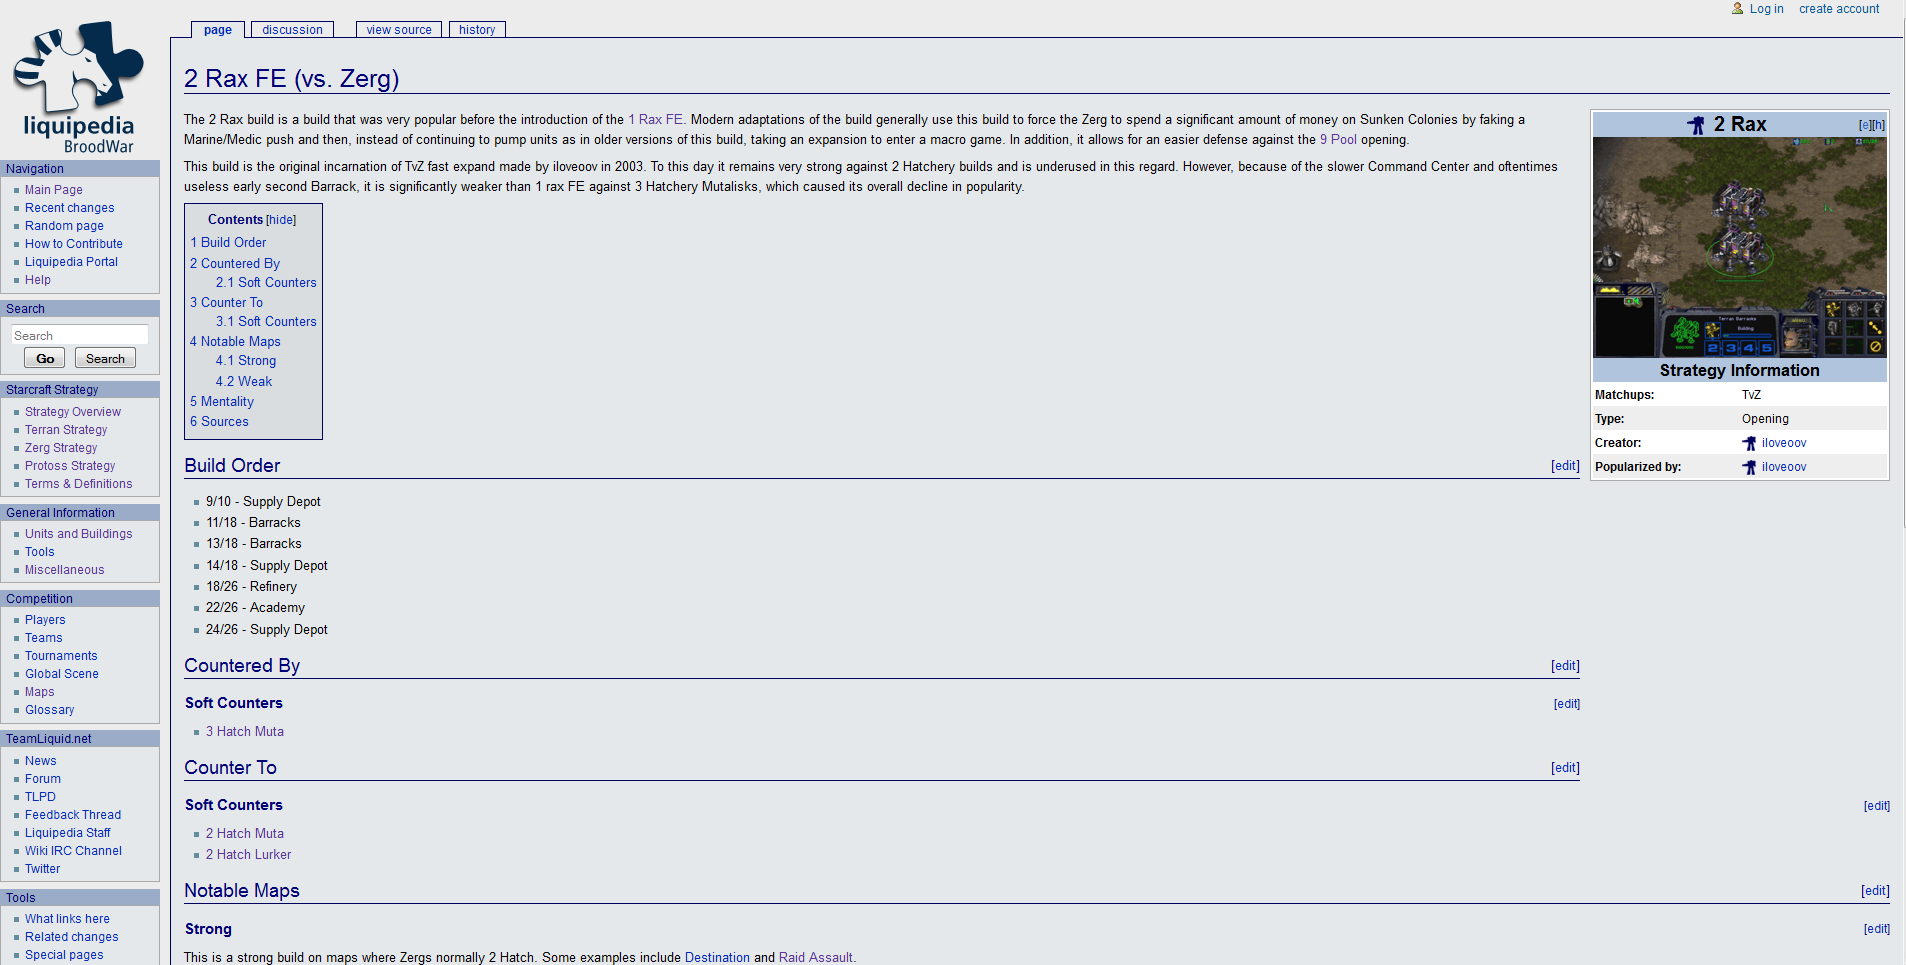 Log in create account
page discussion view source history
liquipedia
BroodWar
Navigation
Main Page
Recent changes
Random page
How to Contribute
Liquipedia Portal
Help
Search
Search
Go Search
Starcraft Strategy
Strategy Overview
Terran Strategy
Zerg Strategy
Protoss Strategy
Terms & Definitions
General Information
Units and Buildings
Tools
Miscellaneous
Competition
Players
Teams
Tournaments
Global Scene
Maps
Glossary
TeamLiquid.net
News
Forum
TLPD
Feedback Thread
Liquipedia Staff
Wiki IRC Channel
Twitter
Tools
What links here
Related changes
Special pages
2 Rax FE (vs. Zerg)
The 2 Rax build is a build that was very popular before the introduction of the 1 Rax FE. Modern adaptations of the build generally use this build to force the Zerg to spend a significant amount of money on Sunken Colonies by faking a
Marine/Medic push and then, instead of continuing to pump units as in older versions of this build, taking an expansion to enter a macro game. In addition, it allows for an easier defense against the 9 Pool opening.
This build is the original incarnation of TvZ fast expand made by iloveoov in 2003. To this day it remains very strong against 2 Hatchery builds and is underused in this regard. However, because of the slower Command Center and oftentimes
useless early second Barrack, it is significantly weaker than 1 rax FE against 3 Hatchery Mutalisks, which caused its overall decline in popularity.
Contents [hide]
1 Build Order
2 Countered By
2.1 Soft Counters
3 Counter To
3.1 Soft Counters
4 Notable Maps
4.1 Strong
4.2 Weak
5 Mentality
6 Sources
2 Rax [e][h]
Terran Barracks
Building
2 3 4 5
Strategy Information
Matchups: TvZ
Type: Opening
Creator: iloveoov
Popularized by: iloveoov
Build Order [edit]
9/10 - Supply Depot
11/18 - Barracks
13/18 - Barracks
14/18 - Supply Depot
18/26 - Refinery
22/26 - Academy
24/26 - Supply Depot
Countered By [edit]
Soft Counters [edit]
3 Hatch Muta
Counter To [edit]
Soft Counters [edit]
2 Hatch Muta
2 Hatch Lurker
Notable Maps [edit]
Strong [edit]
This is a strong build on maps where Zergs normally 2 Hatch. Some examples include Destination and Raid Assault.